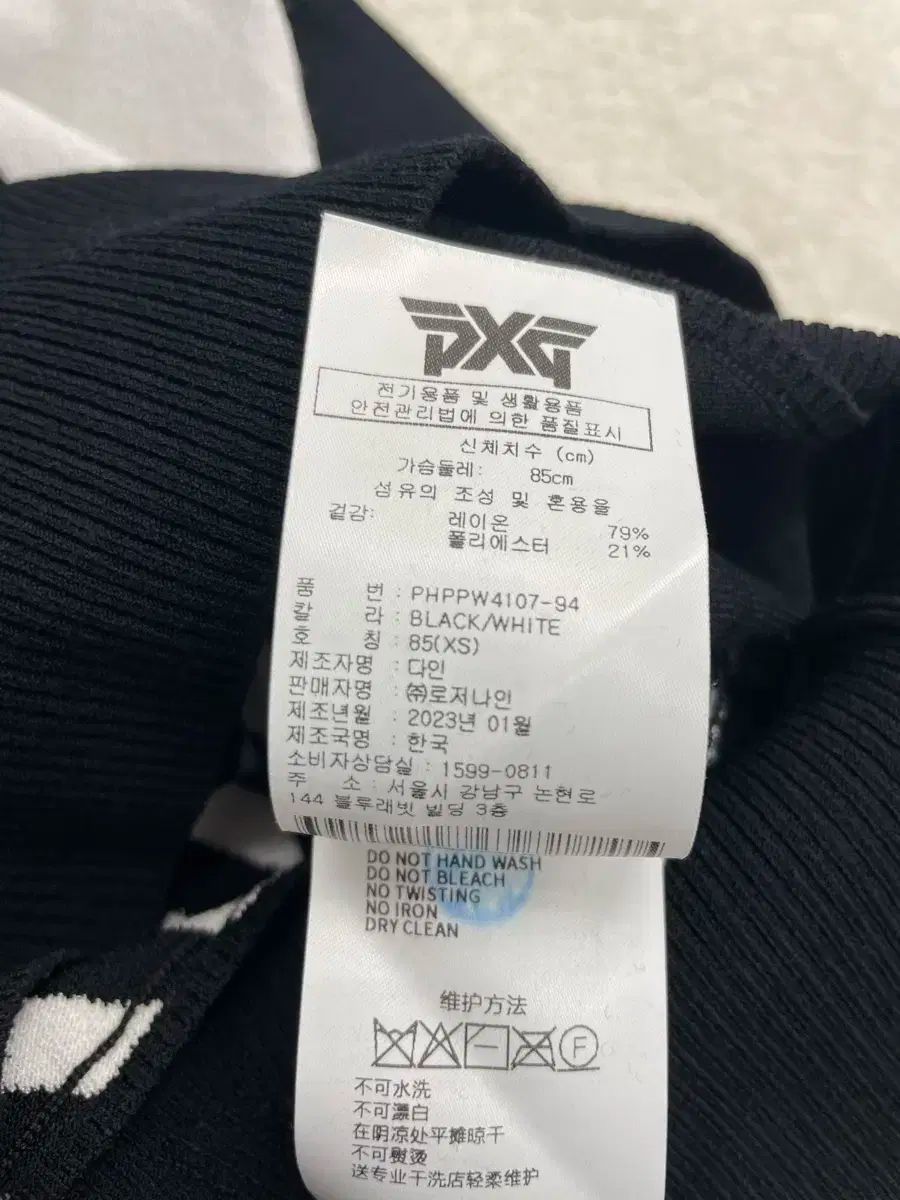 PXG
전기용품 및 생활용품
안전관리법에 의한 품질표시
신체치수 (cm)
가슴둘레: 85cm
섬유의 조성 및 혼용율
겉감: 레이온 79%
폴리에스터 21%
품 번 : PHPPW4107-94
칼 라 : BLACK/WHITE
호 칭 : 85(XS)
제조자명 : 다인
판매자명 : ㈜로저나인
제조년월 : 2023년 01월
제조국명 : 한국
소비자상담실 : 1599-0811
주 소 : 서울시 강남구 논현로
144 블루래빗 빌딩 3층
DO NOT HAND WASH
DO NOT BLEACH
NO TWISTING
NO IRON
DRY CLEAN
维护方法
F
不可水洗
不可漂白
在阴凉处平摊晾干
不可熨烫
送专业干洗店轻柔维护